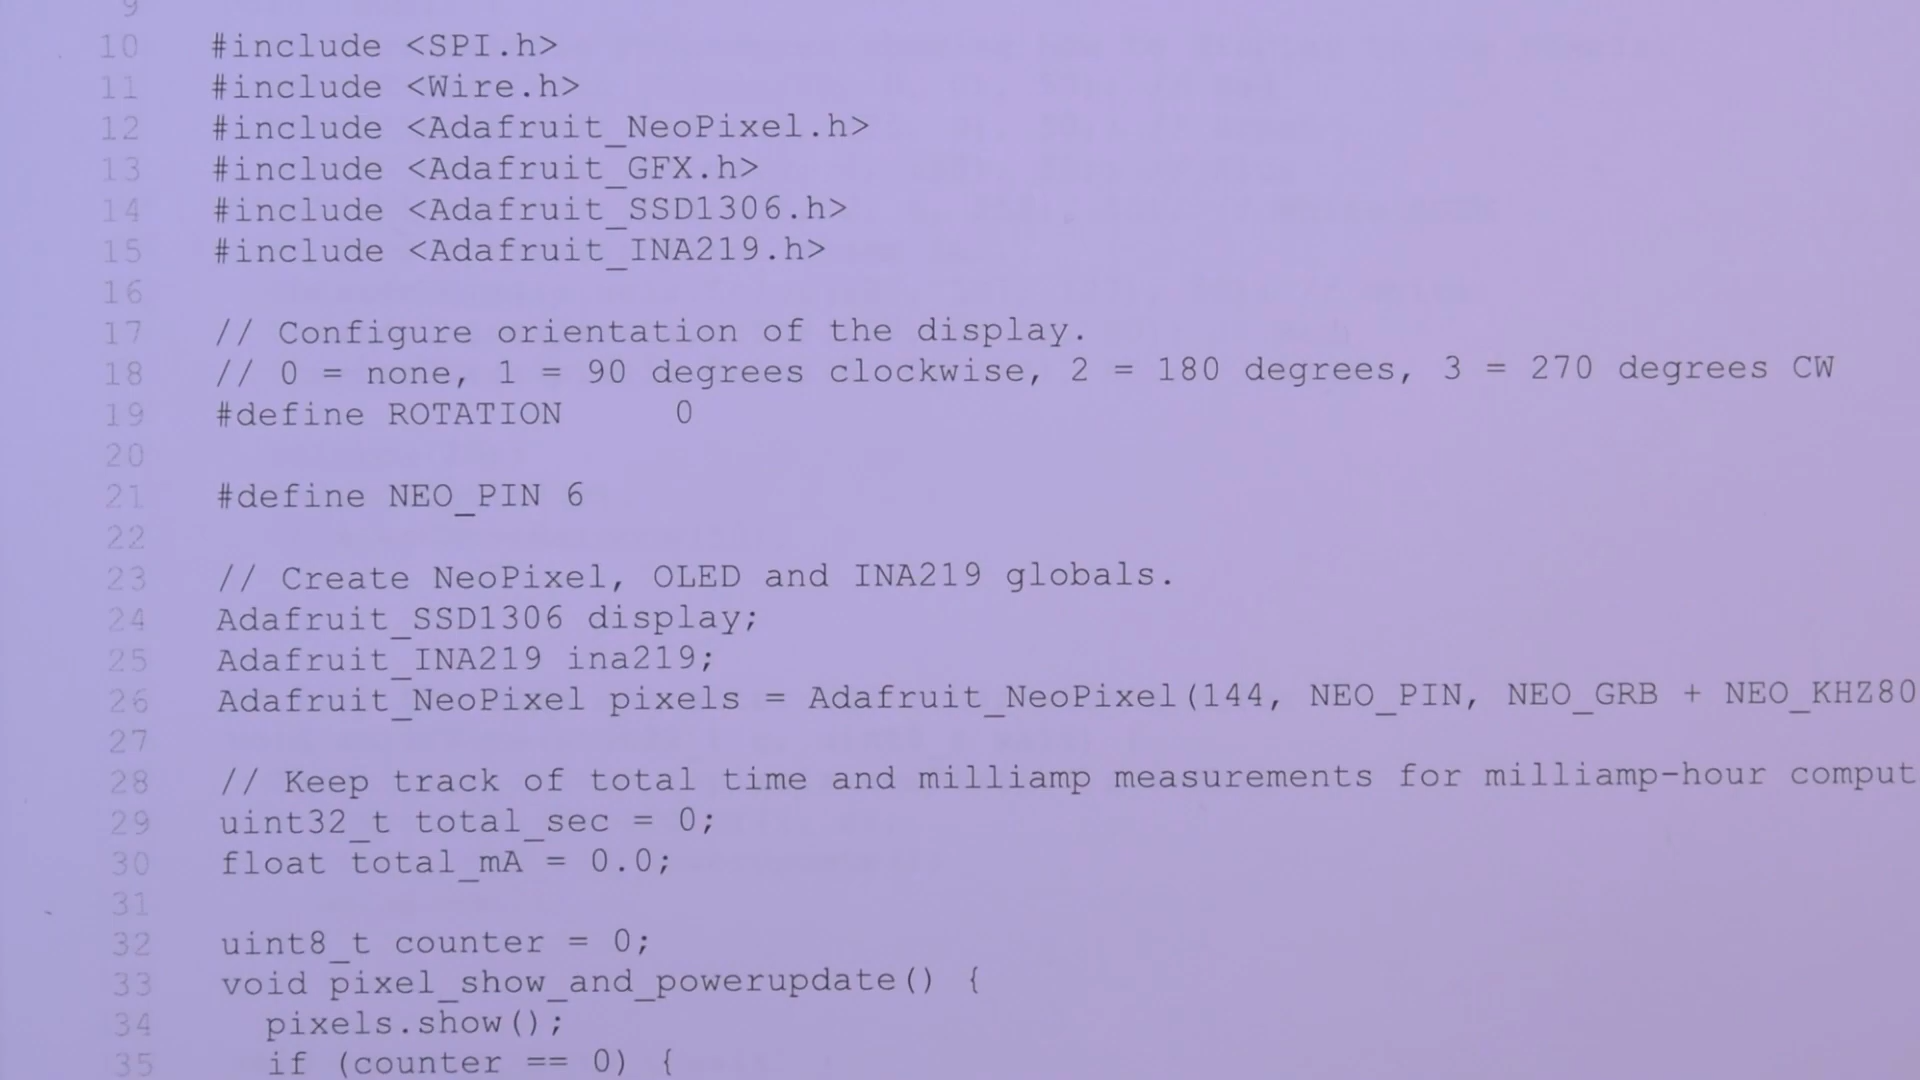 9
10 #include <SPI.h>
11 #include <Wire.h>
12 #include <Adafruit_NeoPixel.h>
13 #include <Adafruit_GFX.h>
14 #include <Adafruit_SSD1306.h>
15 #include <Adafruit_INA219.h>
16
17 // Configure orientation of the display.
18 // 0 = none, 1 = 90 degrees clockwise, 2 = 180 degrees, 3 = 270 degrees CW
19 #define ROTATION 0
20
21 #define NEO_PIN 6
22
23 // Create NeoPixel, OLED and INA219 globals.
24 Adafruit_SSD1306 display;
25 Adafruit_INA219 ina219;
26 Adafruit_NeoPixel pixels = Adafruit_NeoPixel(144, NEO_PIN, NEO_GRB + NEO_KHZ80
27
28 // Keep track of total time and milliamp measurements for milliamp-hour comput
29 uint32_t total_sec = 0;
30 float total_mA = 0.0;
31
32 uint8_t counter = 0;
33 void pixel_show_and_powerupdate() {
34 pixels.show();
35 if (counter == 0) {